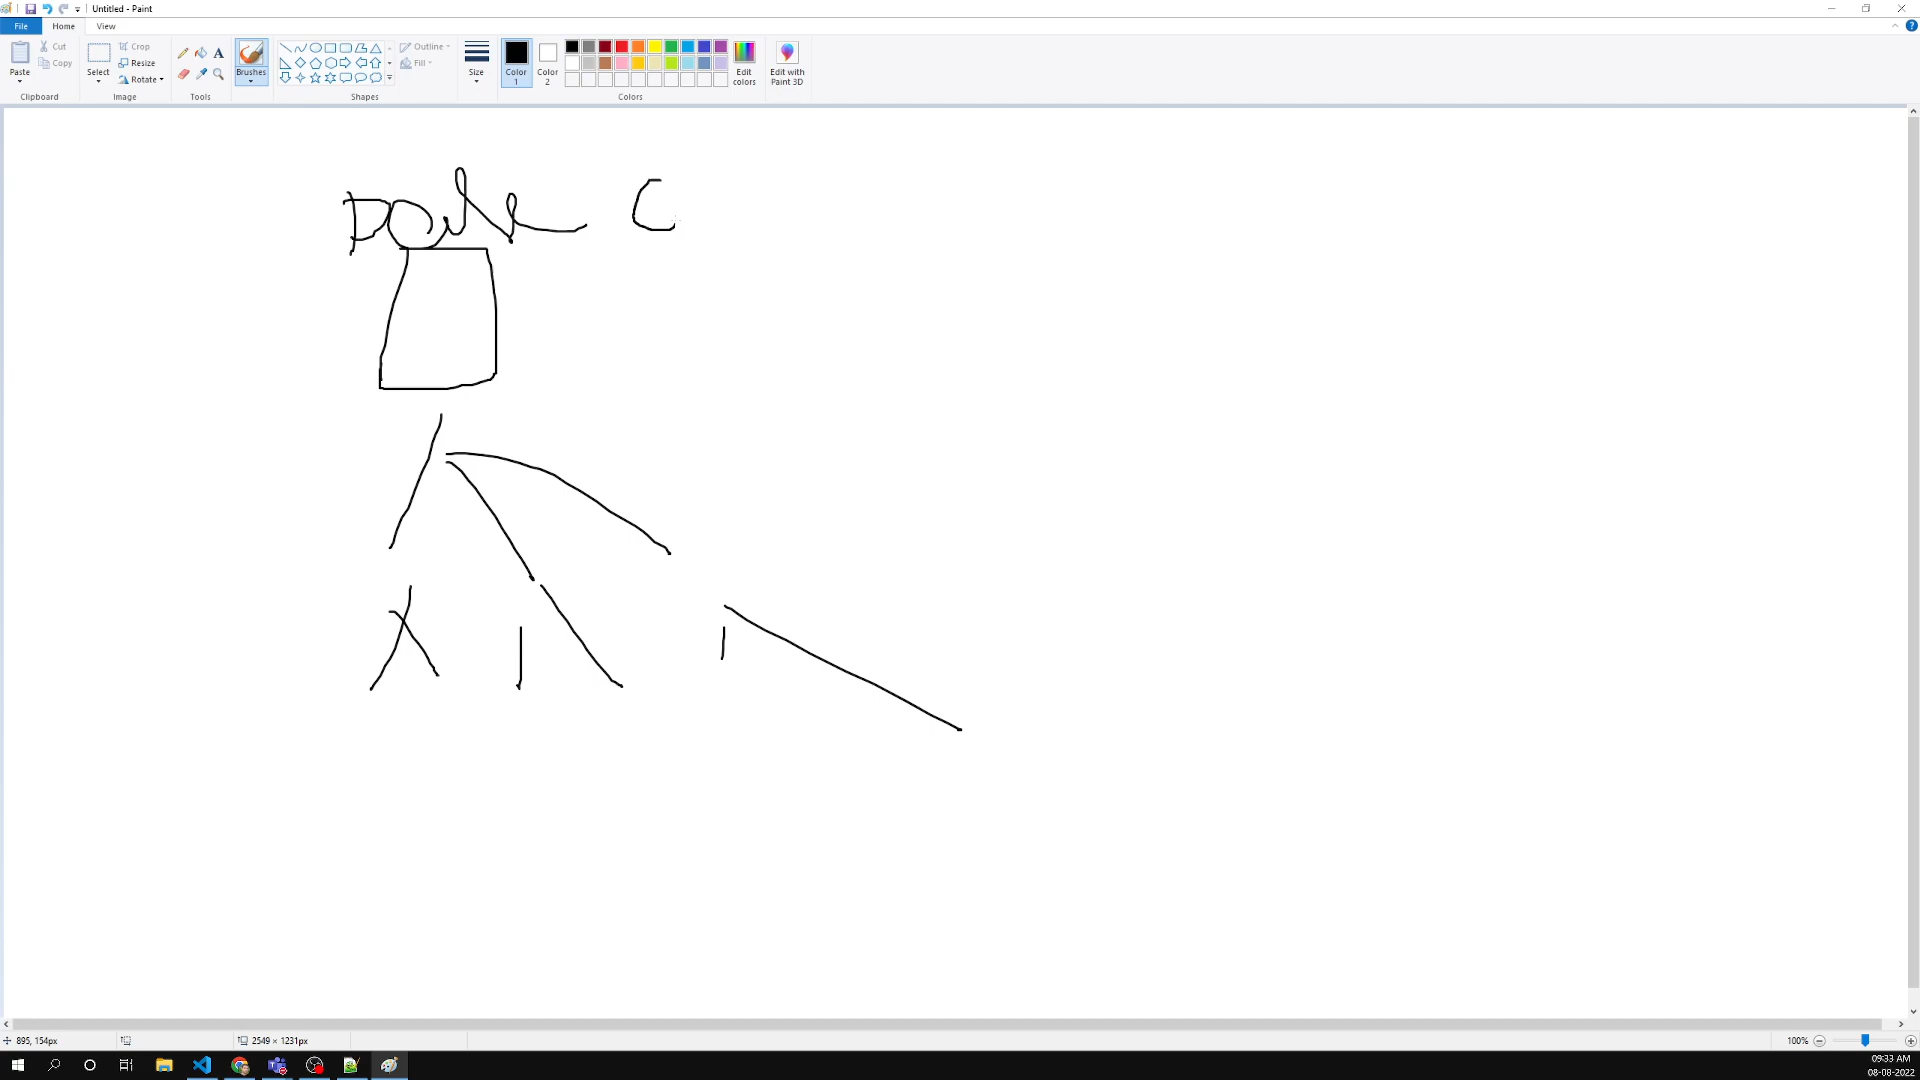 Untitled - Paint
File Home View
Paste
Cut
Copy
Clipboard
Select
Crop
Resize
Rotate
Image
Tools
Brushes
Shapes
Outline
Fill
Size
Color 1
Color 2
Colors
Edit colors
Edit with Paint 3D
C
895, 154px
2549 × 1231px
100%
09:33 AM
08-08-2022